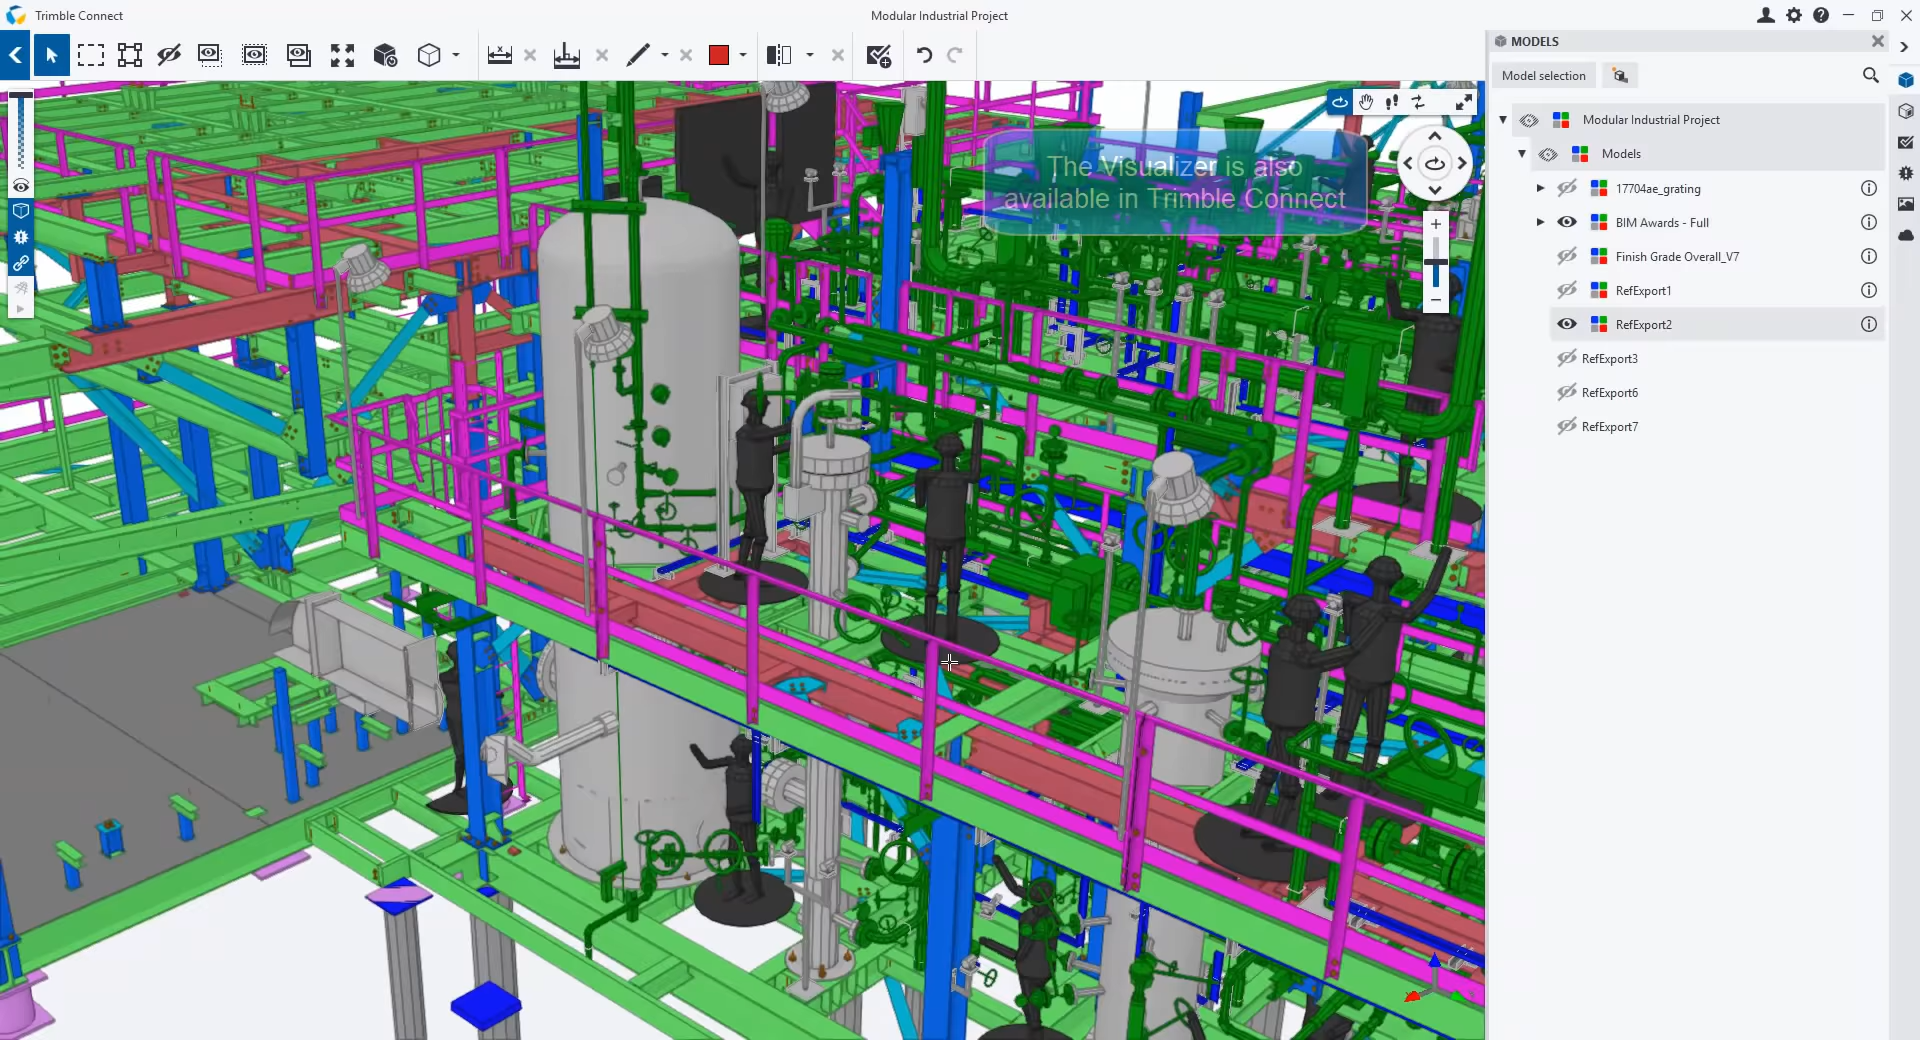 Trimble Connect
Modular Industrial Project
MODELS
Model selection
The Visualizer is also
available in Trimble Connect
Modular Industrial Project
Models
17704ae_grating
BIM Awards - Full
Finish Grade Overall_V7
RefExport1
RefExport2
RefExport3
RefExport6
RefExport7